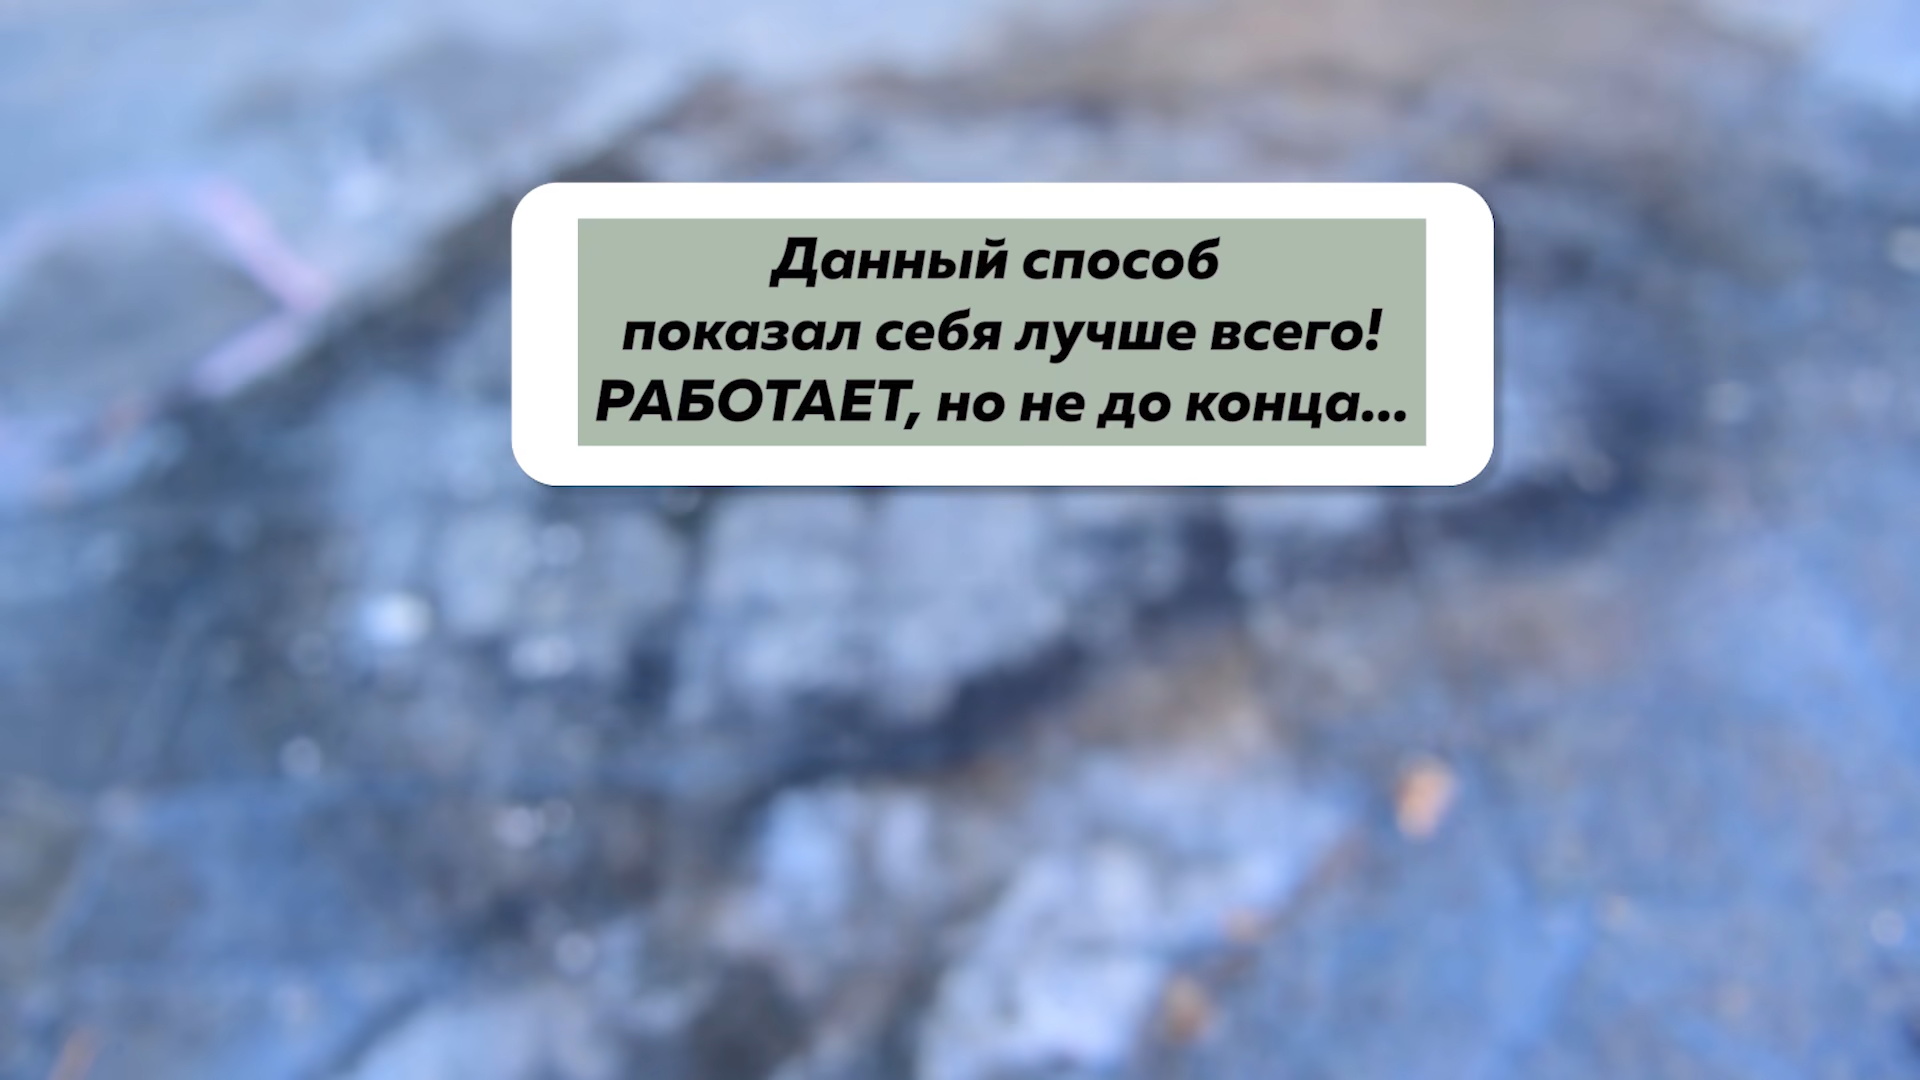 Данный способ
показал себя лучше всего!
РАБОТАЕТ, но не до конца...